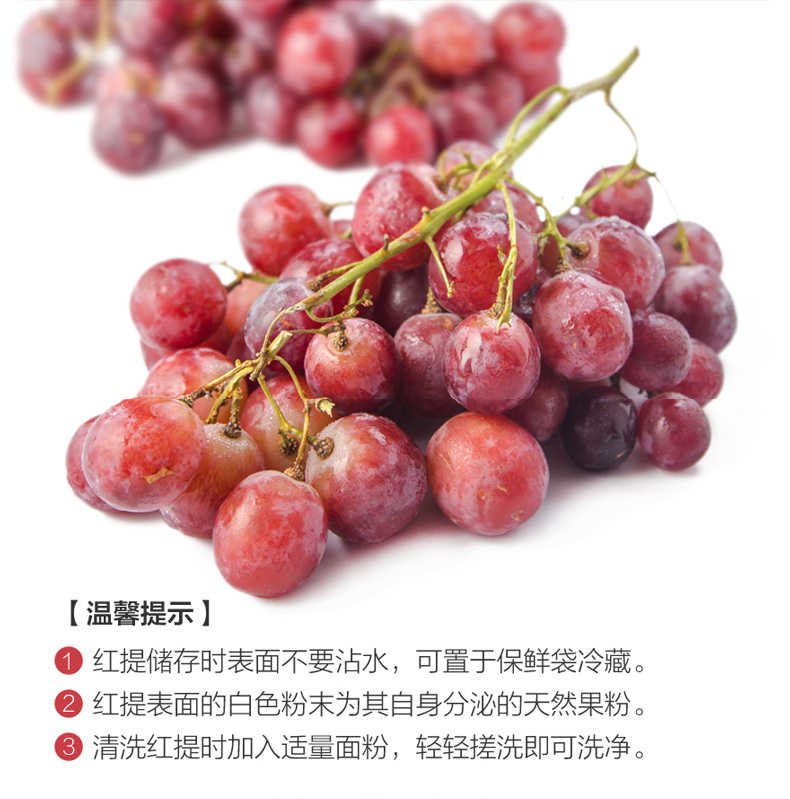 【温馨提示】
1 红提储存时表面不要沾水，可置于保鲜袋冷藏。
2 红提表面的白色粉末为其自身分泌的天然果粉。
3 清洗红提时加入适量面粉，轻轻搓洗即可洗净。